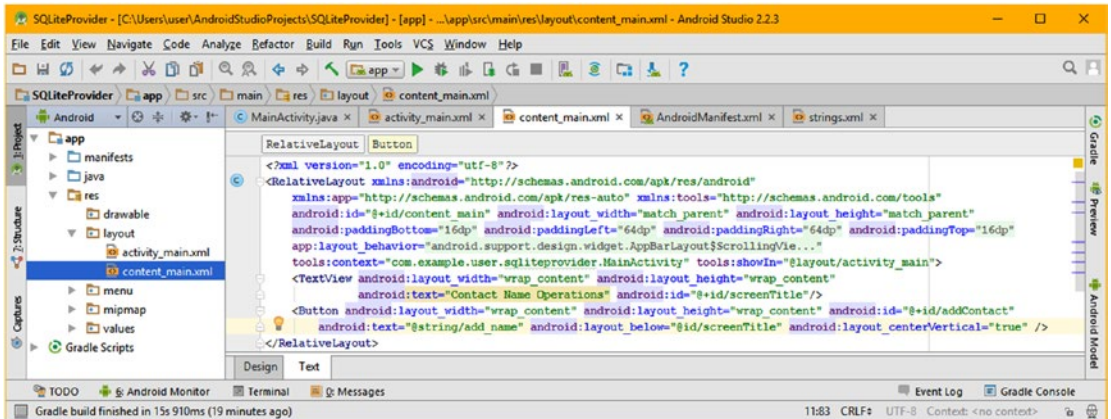 SQLiteProvider - [C:\Users\user\AndroidStudioProjects\SQLiteProvider] - [app] - ...\app\src\main\res\layout\content_main.xml - Android Studio 2.2.3
File Edit View Navigate Code Analyze Refactor Build Run Tools VCS Window Help
app
SQLiteProvider app src main res layout content_main.xml
Android MainActivity.java activity_main.xml content_main.xml AndroidManifest.xml strings.xml
1: Project
7: Structure
Captures
app
manifests
java
res
drawable
layout
activity_main.xml
content_main.xml
menu
mipmap
values
Gradle Scripts
RelativeLayout Button
<?xml version="1.0" encoding="utf-8"?>
<RelativeLayout xmlns:android="http://schemas.android.com/apk/res/android"
xmlns:app="http://schemas.android.com/apk/res-auto" xmlns:tools="http://schemas.android.com/tools"
android:id="@+id/content_main" android:layout_width="match_parent" android:layout_height="match_parent"
android:paddingBottom="16dp" android:paddingLeft="64dp" android:paddingRight="64dp" android:paddingTop="16dp"
app:layout_behavior="android.support.design.widget.AppBarLayout$ScrollingVie..."
tools:context="com.example.user.sqliteprovider.MainActivity" tools:showIn="@layout/activity_main">
<TextView android:layout_width="wrap_content" android:layout_height="wrap_content"
android:text="Contact Name Operations" android:id="@+id/screenTitle"/>
<Button android:layout_width="wrap_content" android:layout_height="wrap_content" android:id="@+id/addContact"
android:text="@string/add_name" android:layout_below="@id/screenTitle" android:layout_centerVertical="true" />
</RelativeLayout>
Design Text
Gradle
Preview
Android Model
TODO 6: Android Monitor Terminal 0: Messages Event Log Gradle Console
Gradle build finished in 15s 910ms (19 minutes ago) 11:83 CRLF UTF-8 Context: <no context>